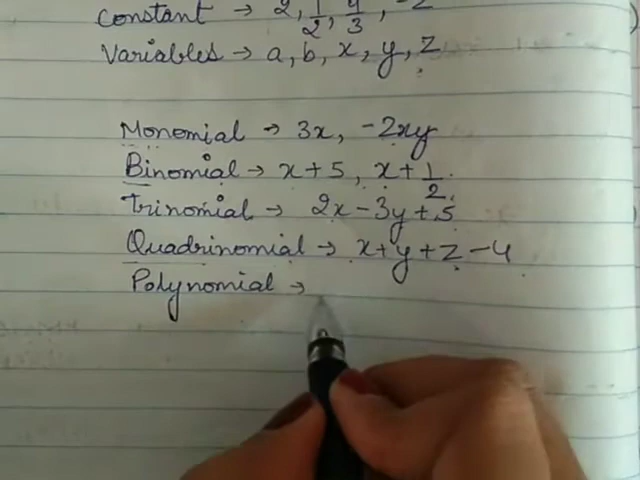 Constant → 2, 1/2, 4/3, -2
Variables → a, b, x, y, z
Monomial → 3x, -2xy
Binomial → x+5, x+1/2.
Trinomial → 2x-3y+5
Quadrinomial → x+y+z-4
Polynomial →